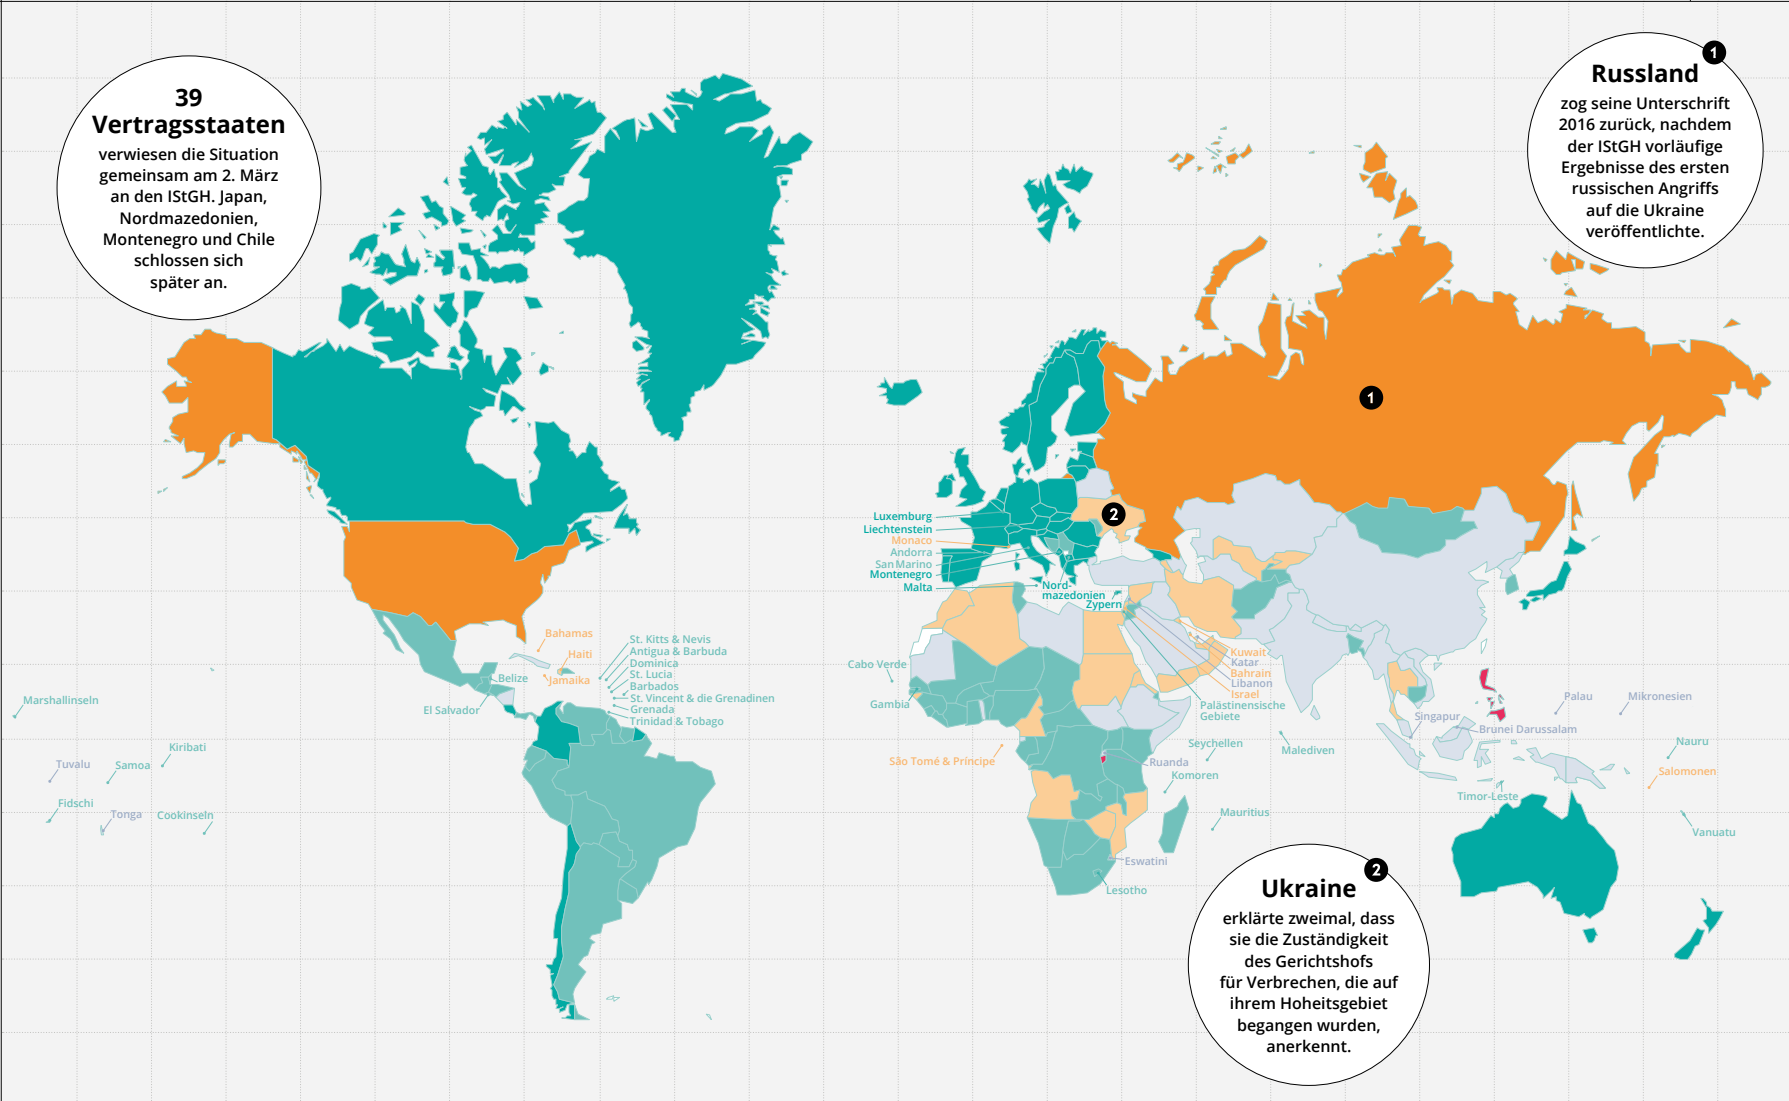 39
Vertragsstaaten
verwiesen die Situation
gemeinsam am 2. März
an den IStGH. Japan,
Nordmazedonien,
Montenegro und Chile
schlossen sich
später an.
1
Russland
zog seine Unterschrift
2016 zurück, nachdem
der IStGH vorläufige
Ergebnisse des ersten
russischen Angriffs
auf die Ukraine
veröffentlichte.
1
2
Luxemburg
Liechtenstein
Monaco
Andorra
San Marino
Montenegro
Malta
Nord-
mazedonien
Zypern
Bahamas
Haiti
Jamaika
Belize
El Salvador
St. Kitts & Nevis
Antigua & Barbuda
Dominica
St. Lucia
Barbados
St. Vincent & die Grenadinen
Grenada
Trinidad & Tobago
Marshallinseln
Kiribati
Tuvalu
Samoa
Fidschi
Tonga
Cookinseln
Cabo Verde
Gambia
São Tomé & Príncipe
Kuwait
Katar
Bahrain
Libanon
Israel
Palästinensische
Gebiete
Seychellen
Malediven
Ruanda
Komoren
Mauritius
Eswatini
Lesotho
Singapur
Brunei Darussalam
Palau
Mikronesien
Nauru
Salomonen
Timor-Leste
Vanuatu
2
Ukraine
erklärte zweimal, dass
sie die Zuständigkeit
des Gerichtshofs
für Verbrechen, die auf
ihrem Hoheitsgebiet
begangen wurden,
anerkennt.